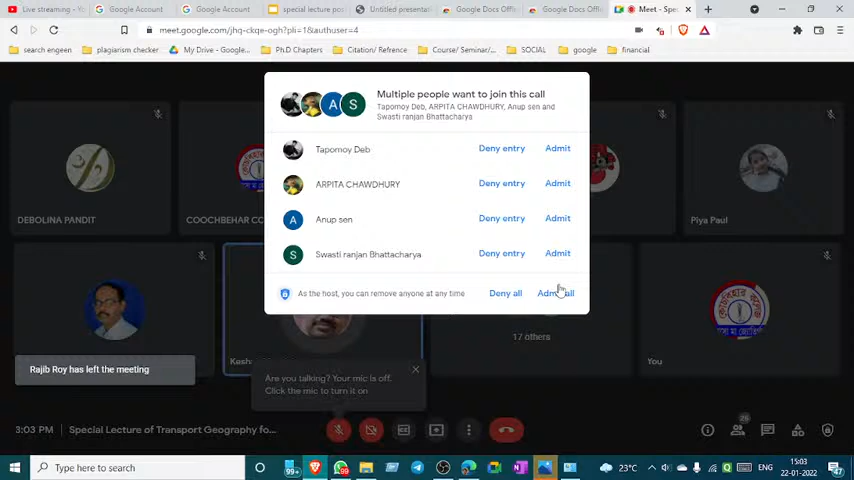 Live streaming - Yo
Google Account
Google Account
special lecture pos
Untitled presentati
Google Docs Offli
Google Docs Offli
Meet - Spe
meet.google.com/jhq-ckqe-ogh?pli=1&authuser=4
search engeen
plagiarism checker
My Drive - Google...
Ph.D Chapters
Citation/ Refrence
Course/ Seminar/...
SOCIAL
google
financial
Multiple people want to join this call
Tapomoy Deb, ARPITA CHAWDHURY, Anup sen and
Swasti ranjan Bhattacharya
Tapomoy Deb Deny entry Admit
ARPITA CHAWDHURY Deny entry Admit
A Anup sen Deny entry Admit
S Swasti ranjan Bhattacharya Deny entry Admit
As the host, you can remove anyone at any time Deny all Admit all
DEBOLINA PANDIT
COOCHBEHAR CO
Piya Paul
Kesh
17 others
You
Rajib Roy has left the meeting
Are you talking? Your mic is off.
Click the mic to turn it on
3:03 PM
Special Lecture of Transport Geography fo...
26
Type here to search
99+
99+
23°C
ENG
15:03
22-01-2022
47